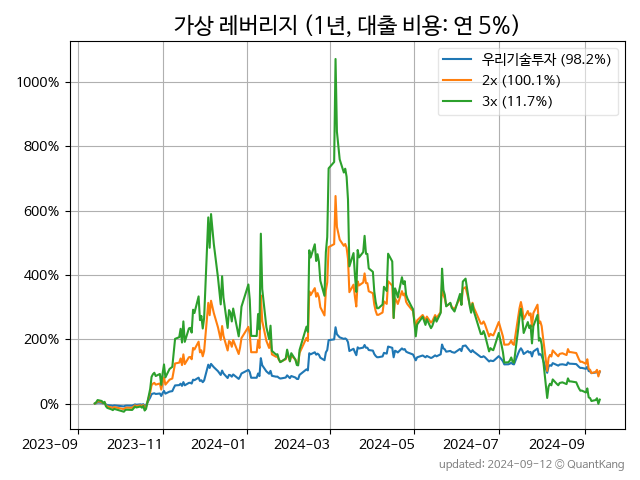 가상 레버리지 (1년, 대출 비용: 연 5%)
우리기술투자 (98.2%)
2x (100.1%)
3x (11.7%)
1000%
800%
600%
400%
200%
0%
2023-09 2023-11 2024-01 2024-03 2024-05 2024-07 2024-09
updated: 2024-09-12 © QuantKang